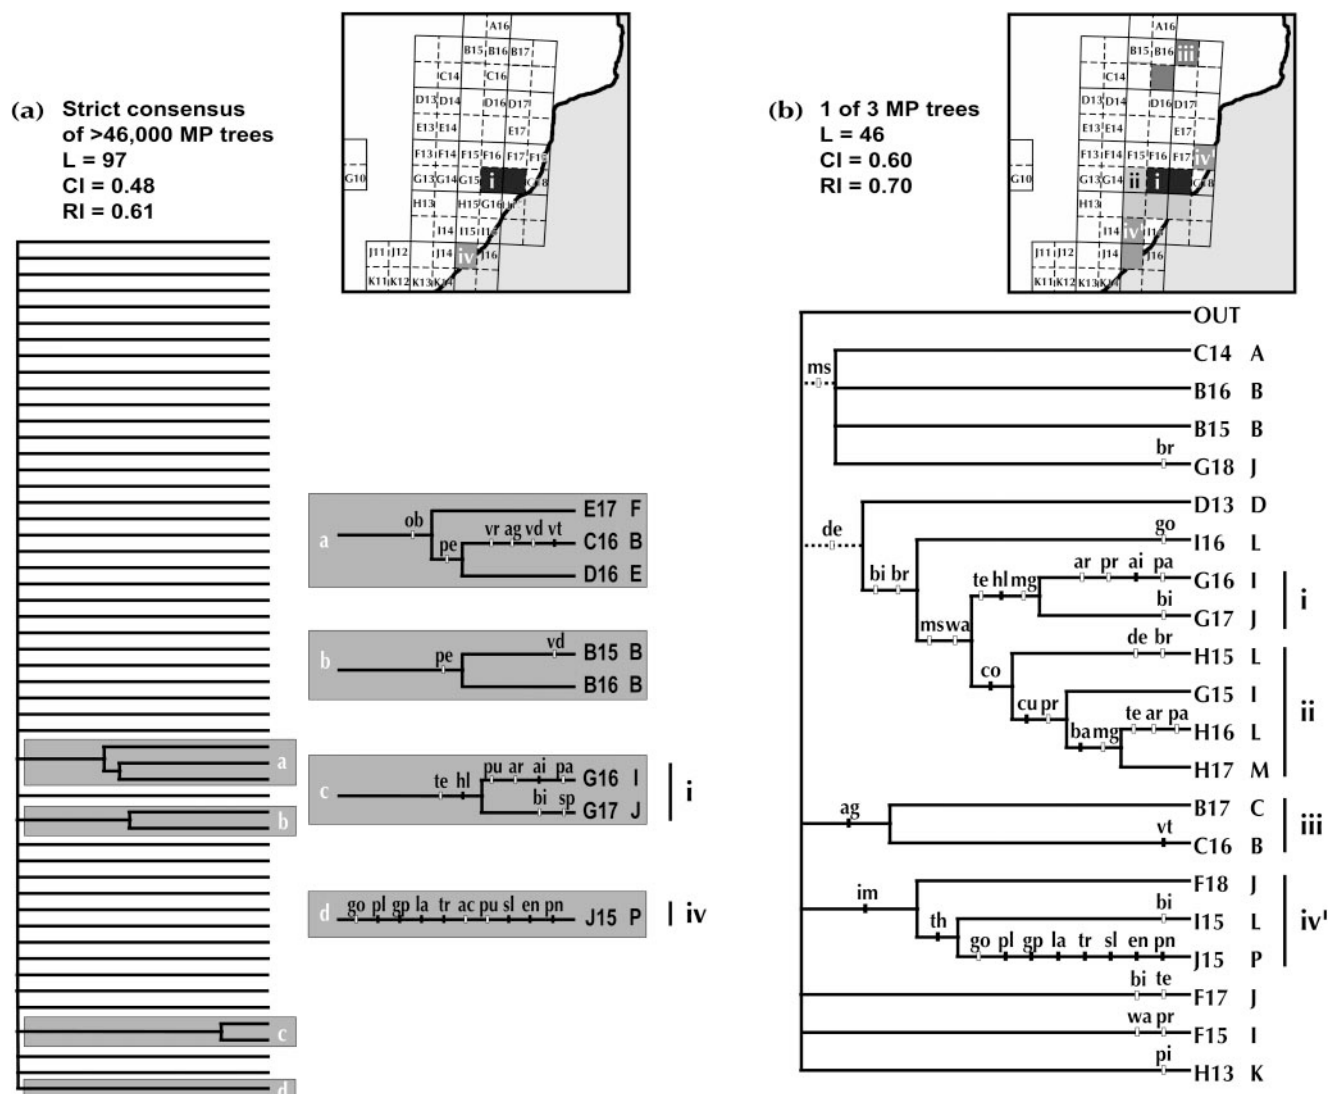 (a) Strict consensus
of >46,000 MP trees
L = 97
CI = 0.48
RI = 0.61
A16
B15 B16 B17
C14 C16
D13 D14 D16 D17
E13 E14 E17
F13 F14 F15 F16 F17
G10 G13 G14 G15 i
H13 H15 G16
I14 I15
J11 J12 J14 iv J16
K11 K12 K13 K14
a
b
c
d
ob
E17 F
vr ag vd vt
C16 B
a
pe
D16 E
vd
B15 B
b pe
B16 B
pu ar ai pa
G16 I
c te hl
i
bi sp
G17 J
go pl gp la tr ac pu sl en pn
d J15 P iv
(b) 1 of 3 MP trees
L = 46
CI = 0.60
RI = 0.70
A16
B15 B16 iii
C14
D13 D14 D16 D17
E13 E14 E17
F13 F14 F15 F16 F17 iv'
G10 G13 G14 ii i G18
H13
I14 iv'
J11 J12 J14 J16
K11 K12 K13 K14
OUT
C14 A
ms
B16 B
B15 B
br
G18 J
D13 D
de
go
I16 L
bi br
ar pr ai pa
G16 I
te hl mg
i
bi
G17 J
ms wa
de br
H15 L
co
G15 I
cu pr
ii
te ar pa
H16 L
ba mg
H17 M
B17 C
ag
iii
vt
C16 B
F18 J
im
bi
I15 L
iv'
th
go pl gp la tr sl en pn
J15 P
bi te
F17 J
wa pr
F15 I
pi
H13 K